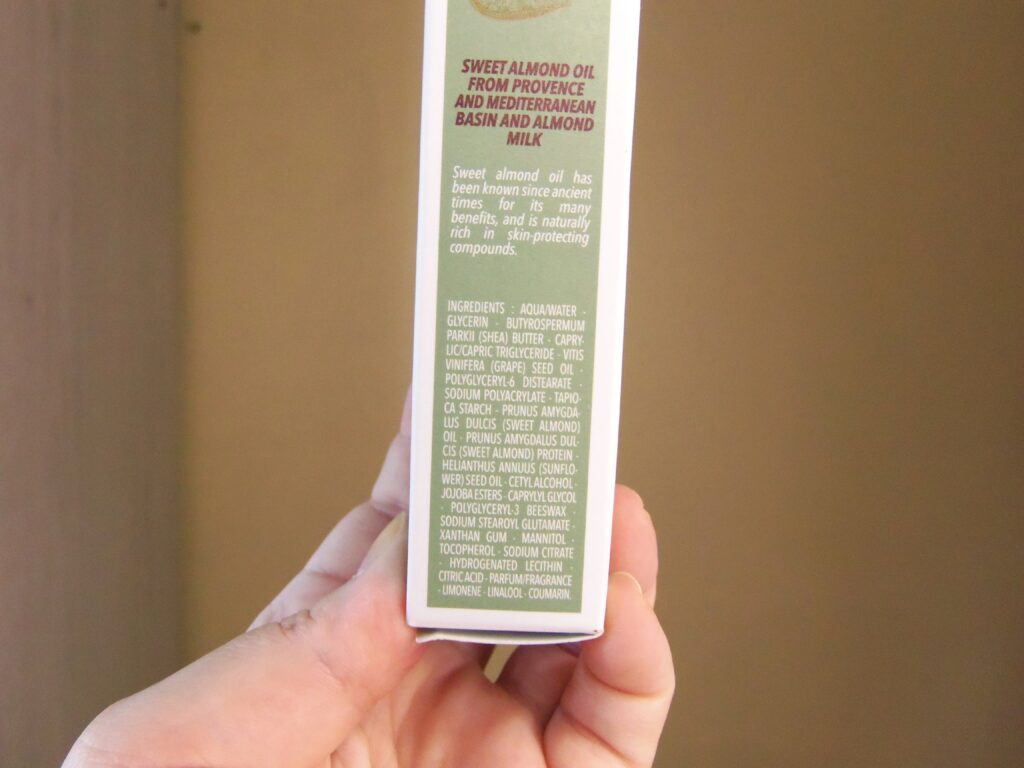 SWEET ALMOND OIL
FROM PROVENCE
AND MEDITERRANEAN
BASIN AND ALMOND
MILK
Sweet almond oil has
been known since ancient
times for its many
benefits, and is naturally
rich in skin-protecting
compounds.
INGREDIENTS : AQUA/WATER -
GLYCERIN - BUTYROSPERMUM
PARKII (SHEA) BUTTER - CAPRY-
LIC/CAPRIC TRIGLYCERIDE - VITIS
VINIFERA (GRAPE) SEED OIL -
POLYGLYCERYL-6 DISTEARATE -
SODIUM POLYACRYLATE - TAPIO-
CA STARCH - PRUNUS AMYGDA-
LUS DULCIS (SWEET ALMOND)
OIL - PRUNUS AMYGDALUS DUL-
CIS (SWEET ALMOND) PROTEIN -
HELIANTHUS ANNUUS (SUNFLO-
WER) SEED OIL - CETYL ALCOHOL -
JOJOBA ESTERS - CAPRYLYL GLYCOL
- POLYGLYCERYL-3 BEESWAX -
SODIUM STEAROYL GLUTAMATE -
XANTHAN GUM - MANNITOL -
TOCOPHEROL - SODIUM CITRATE
- HYDROGENATED LECITHIN -
CITRIC ACID - PARFUM/FRAGRANCE
- LIMONENE - LINALOOL - COUMARIN.